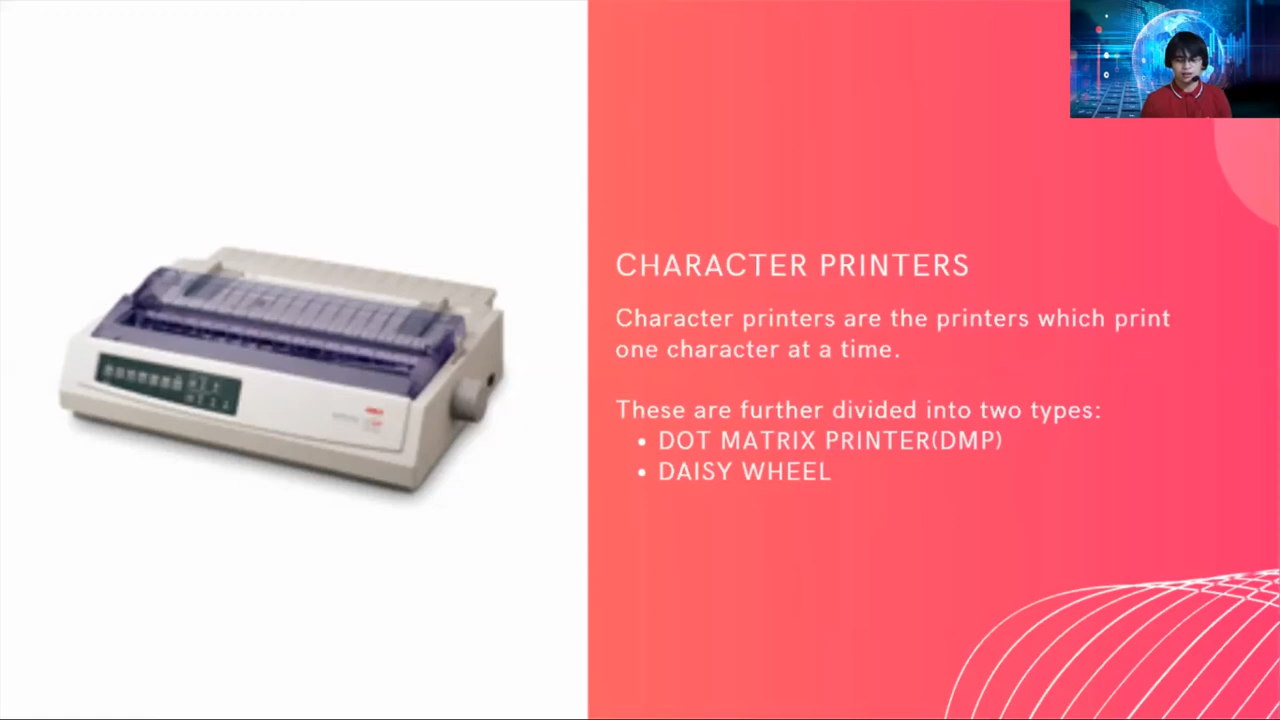 CHARACTER PRINTERS
Character printers are the printers which print
one character at a time.
These are further divided into two types:
• DOT MATRIX PRINTER(DMP)
• DAISY WHEEL